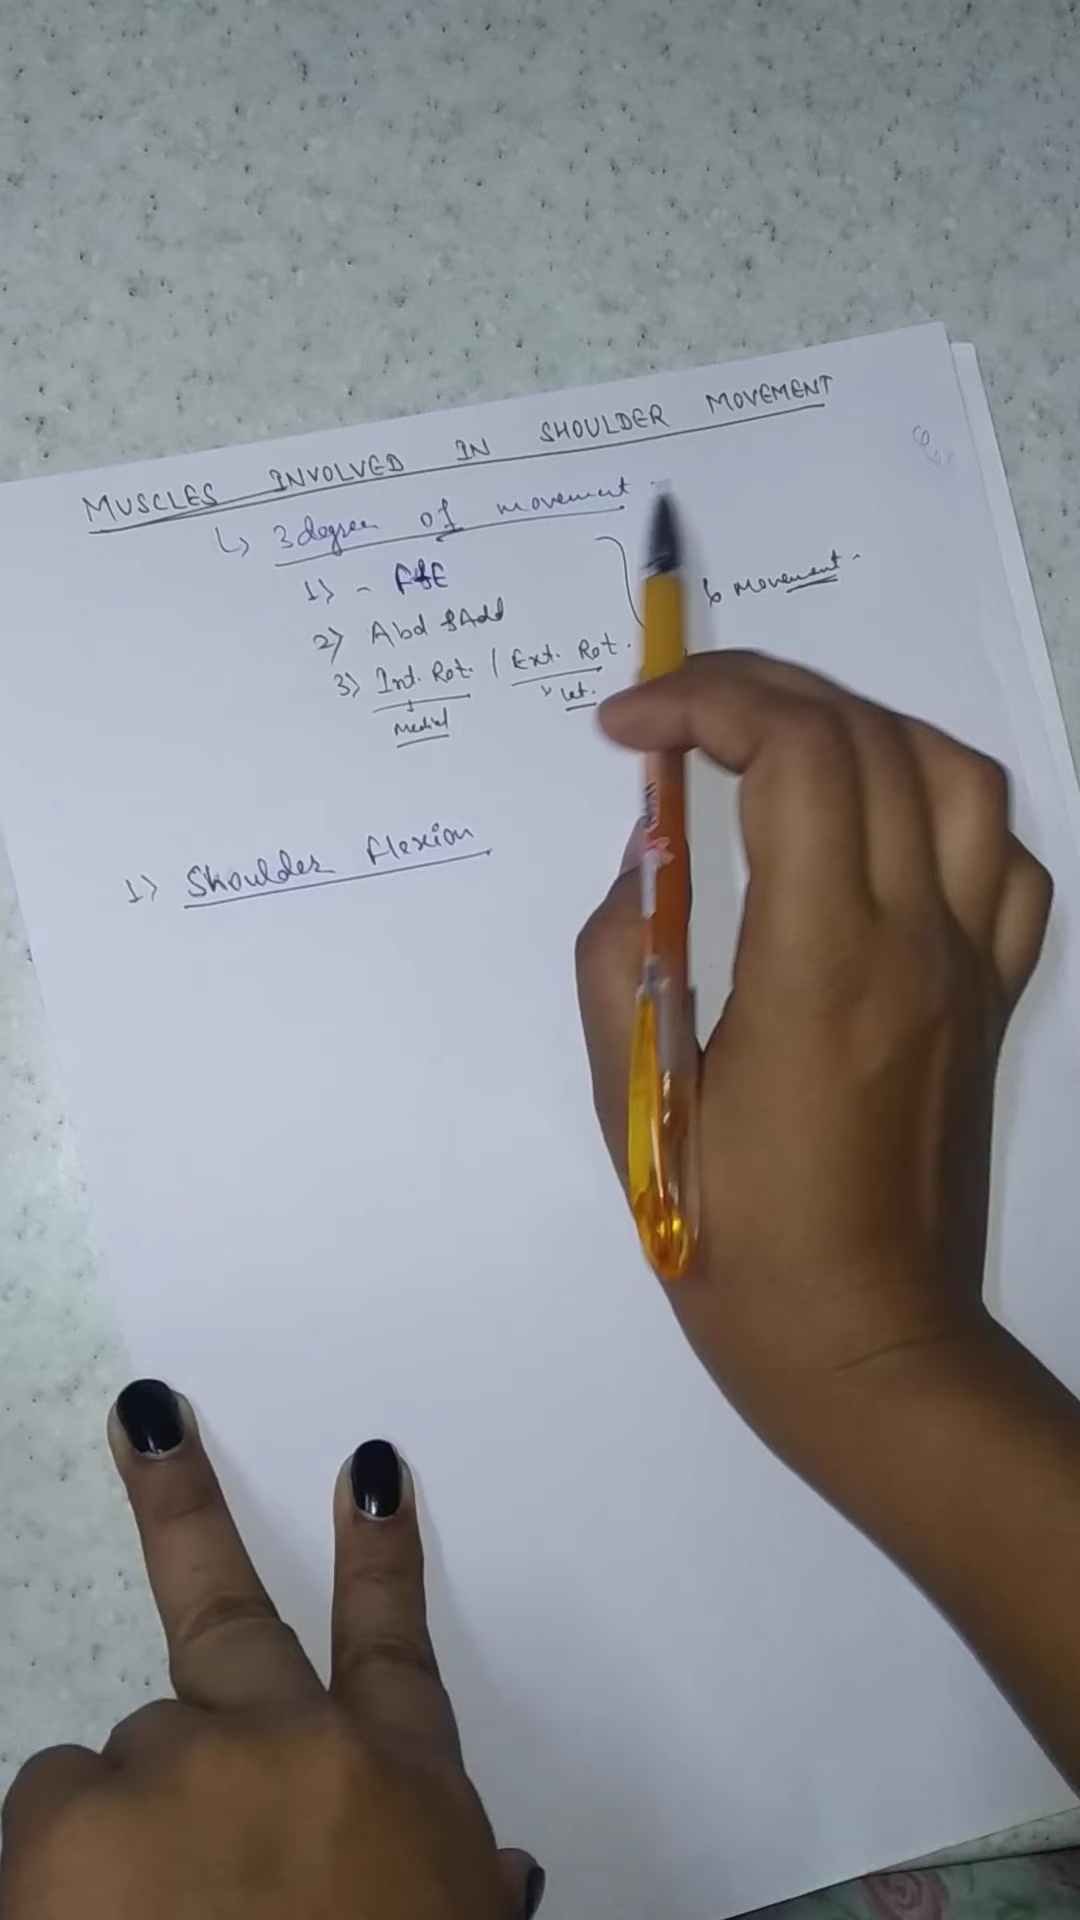 MUSCLES INVOLVED IN SHOULDER MOVEMENT
↳ 3 degree of movement
1) - F&E
2) Abd & Add
3) Int. Rot. / Ext. Rot.
Medial
lat.
6 Movement.
1) Shoulder flexion